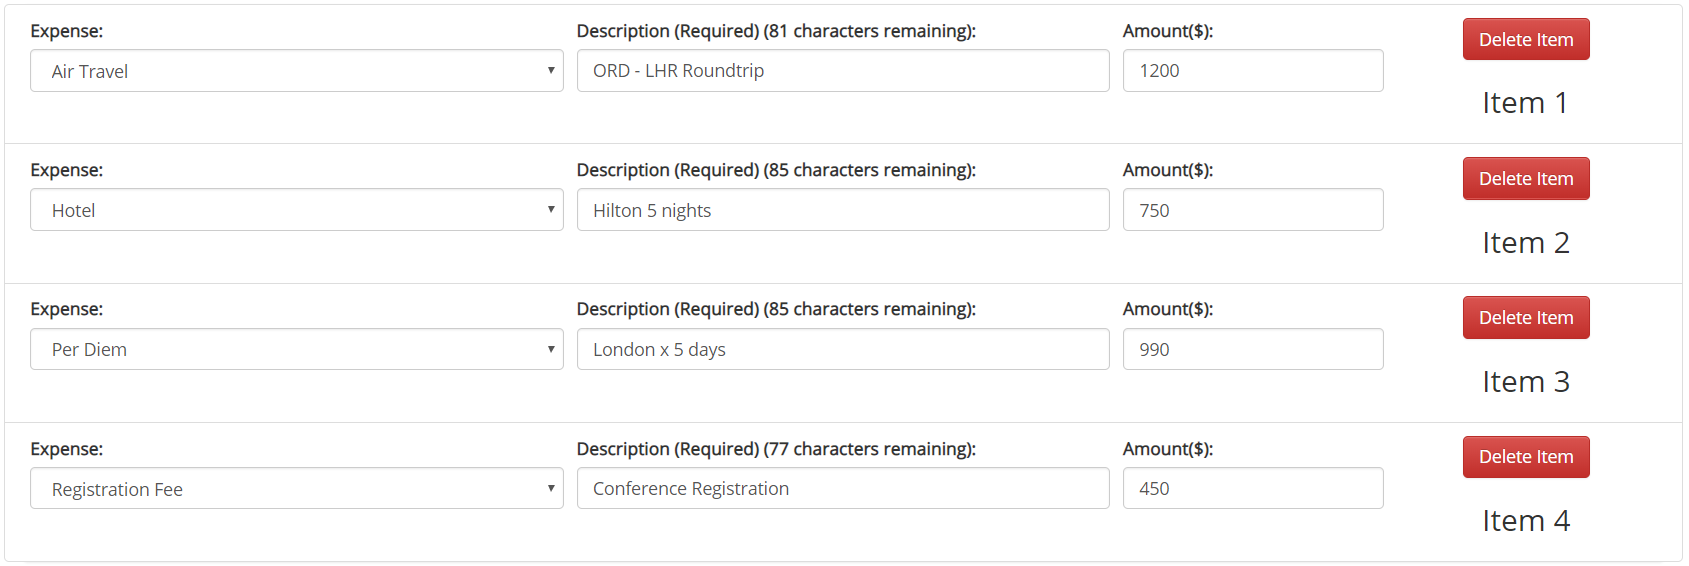 Expense: Description (Required) (81 characters remaining): Amount($): Delete Item
Air Travel ORD - LHR Roundtrip 1200
Item 1
Expense: Description (Required) (85 characters remaining): Amount($): Delete Item
Hotel Hilton 5 nights 750
Item 2
Expense: Description (Required) (85 characters remaining): Amount($): Delete Item
Per Diem London x 5 days 990
Item 3
Expense: Description (Required) (77 characters remaining): Amount($): Delete Item
Registration Fee Conference Registration 450
Item 4